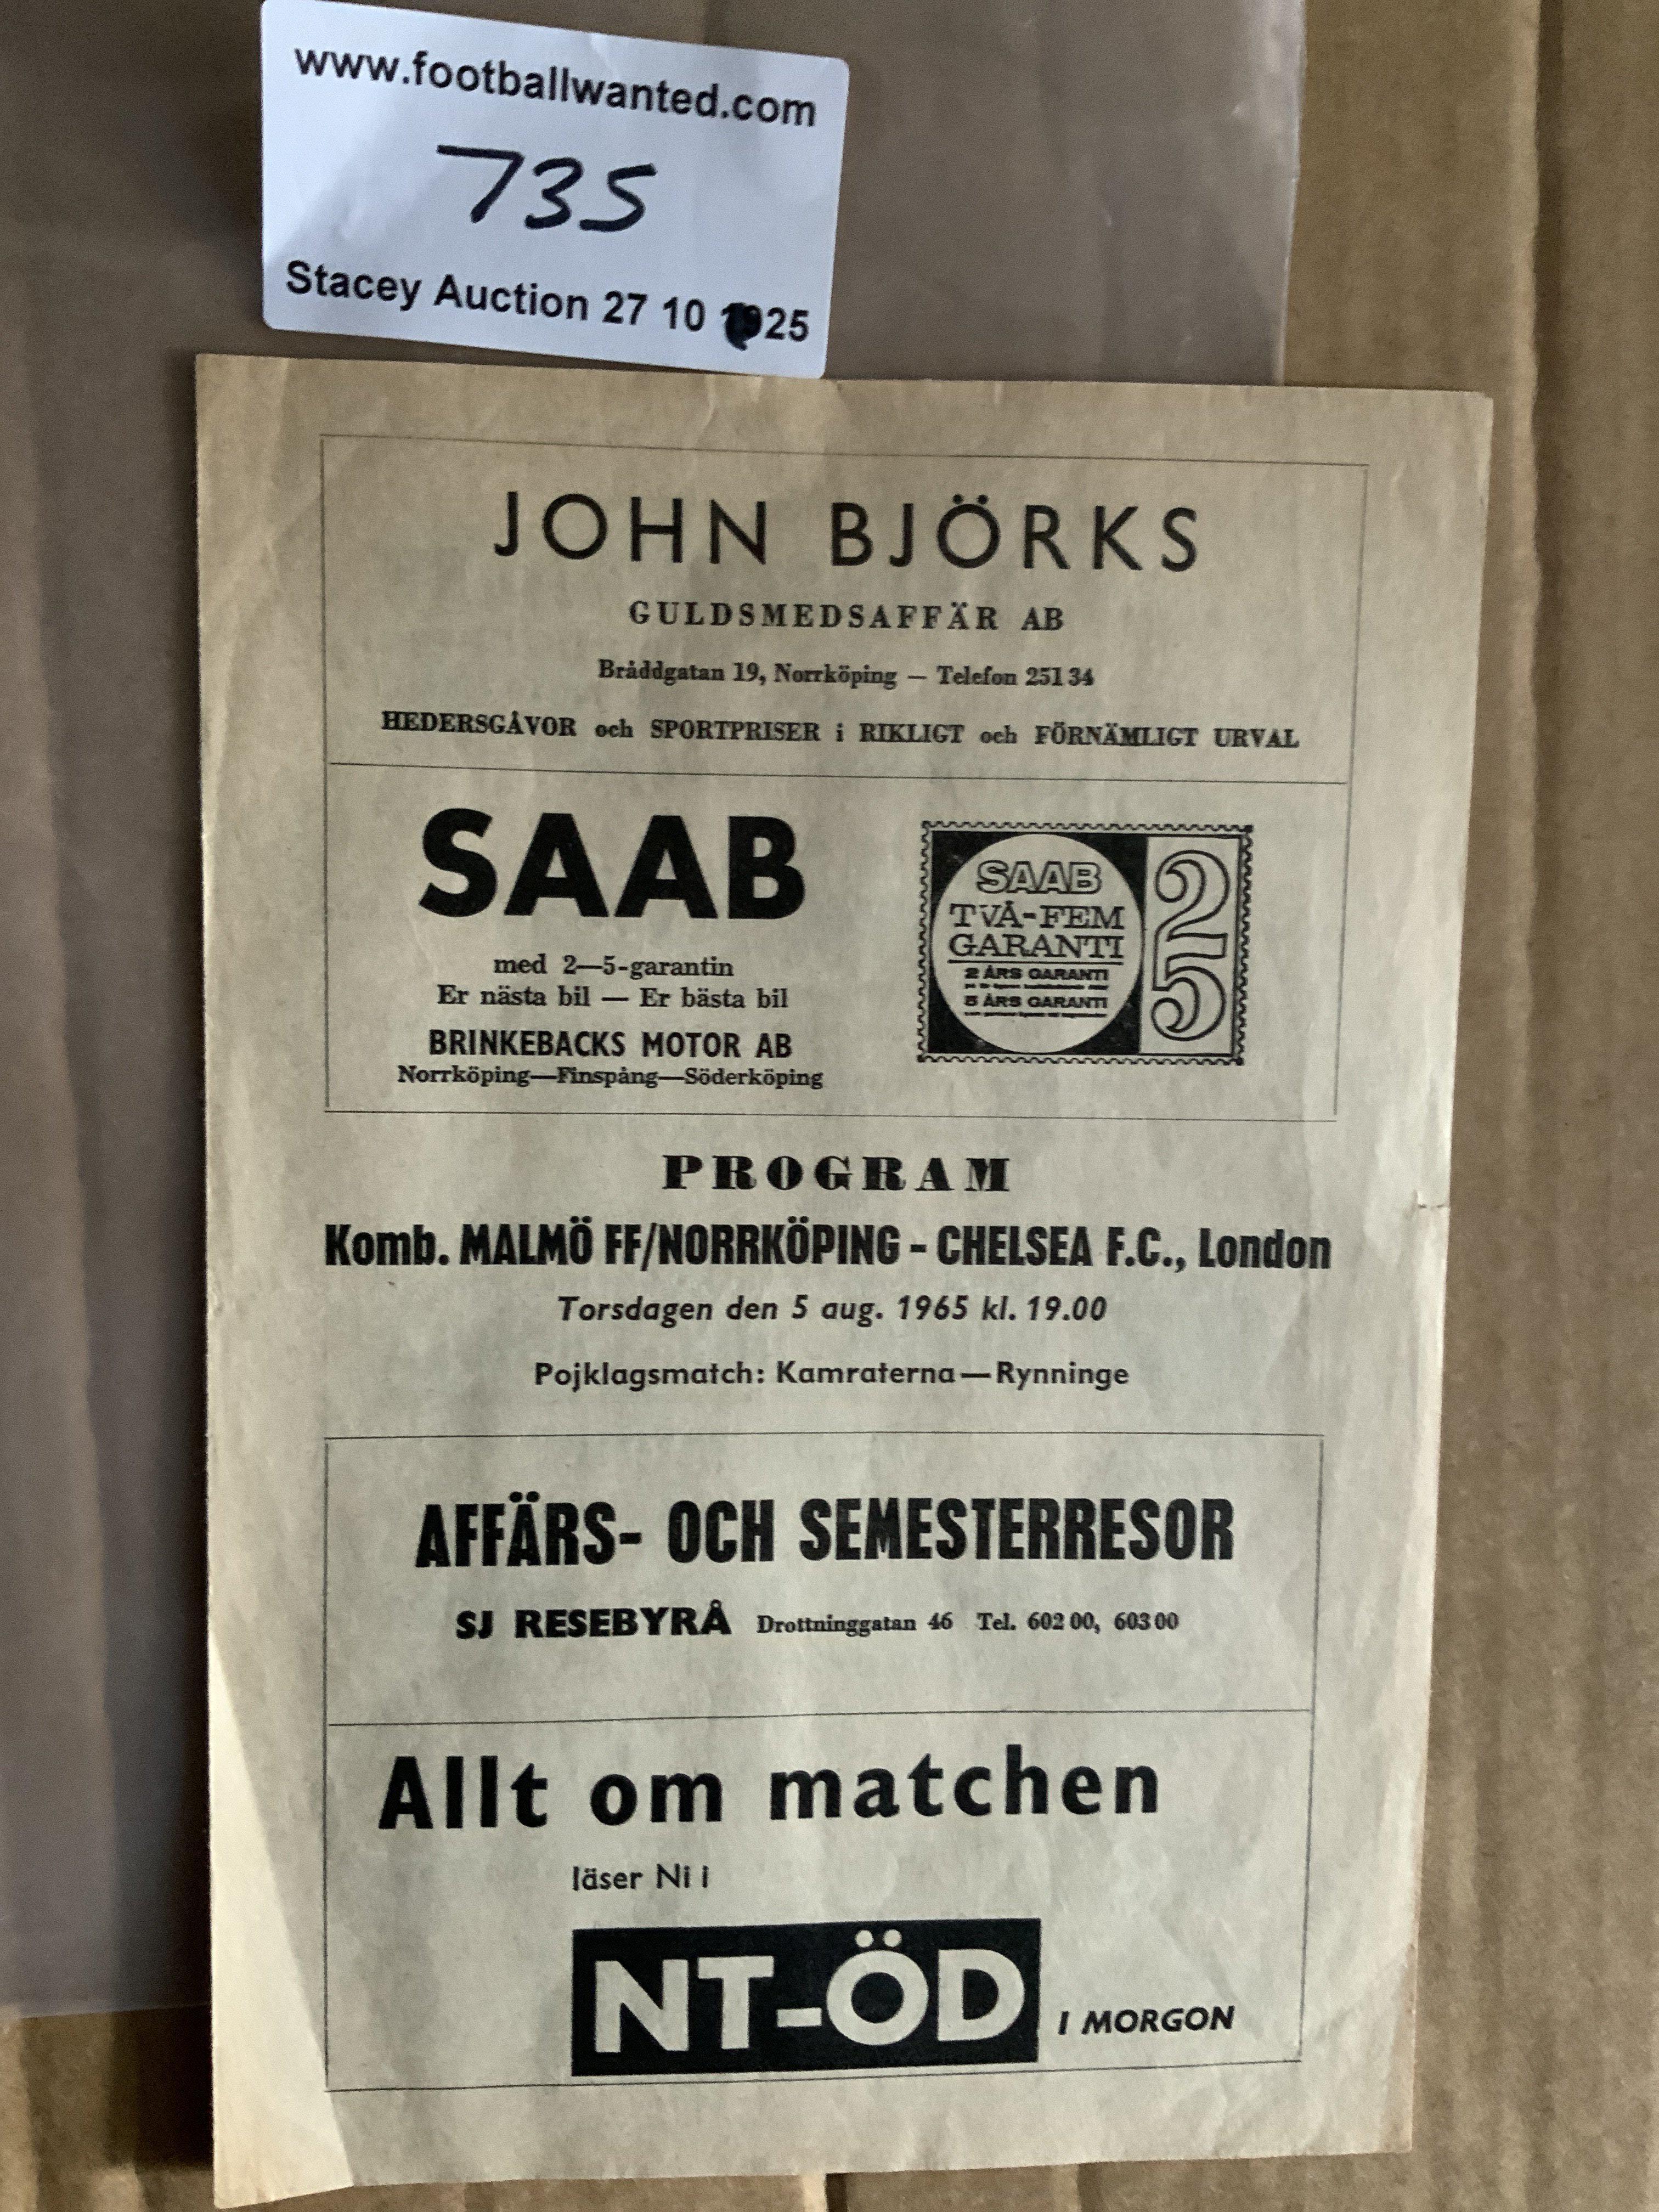 www.footballwanted.com
735
Stacey Auction 27 10 25
JOHN BJÖRKS
GULDSMEDSAFFÄR AB
Bråddgatan 19, Norrköping — Telefon 251 34
HEDERSGÅVOR och SPORTPRISER i RIKLIGT och FÖRNÄMLIGT URVAL
SAAB
med 2—5-garantin
Er nästa bil — Er bästa bil
BRINKEBACKS MOTOR AB
Norrköping—Finspång—Söderköping
SAAB
TVÅ-FEM
GARANTI
2 ÅRS GARANTI
5 ÅRS GARANTI
2
5
PROGRAM
Komb. MALMÖ FF/NORRKÖPING - CHELSEA F.C., London
Torsdagen den 5 aug. 1965 kl. 19.00
Pojklagsmatch: Kamraterna—Rynninge
AFFÄRS- OCH SEMESTERRESOR
SJ RESEBYRÅ Drottninggatan 46 Tel. 602 00, 603 00
Allt om matchen
läser Ni i
NT-ÖD I MORGON